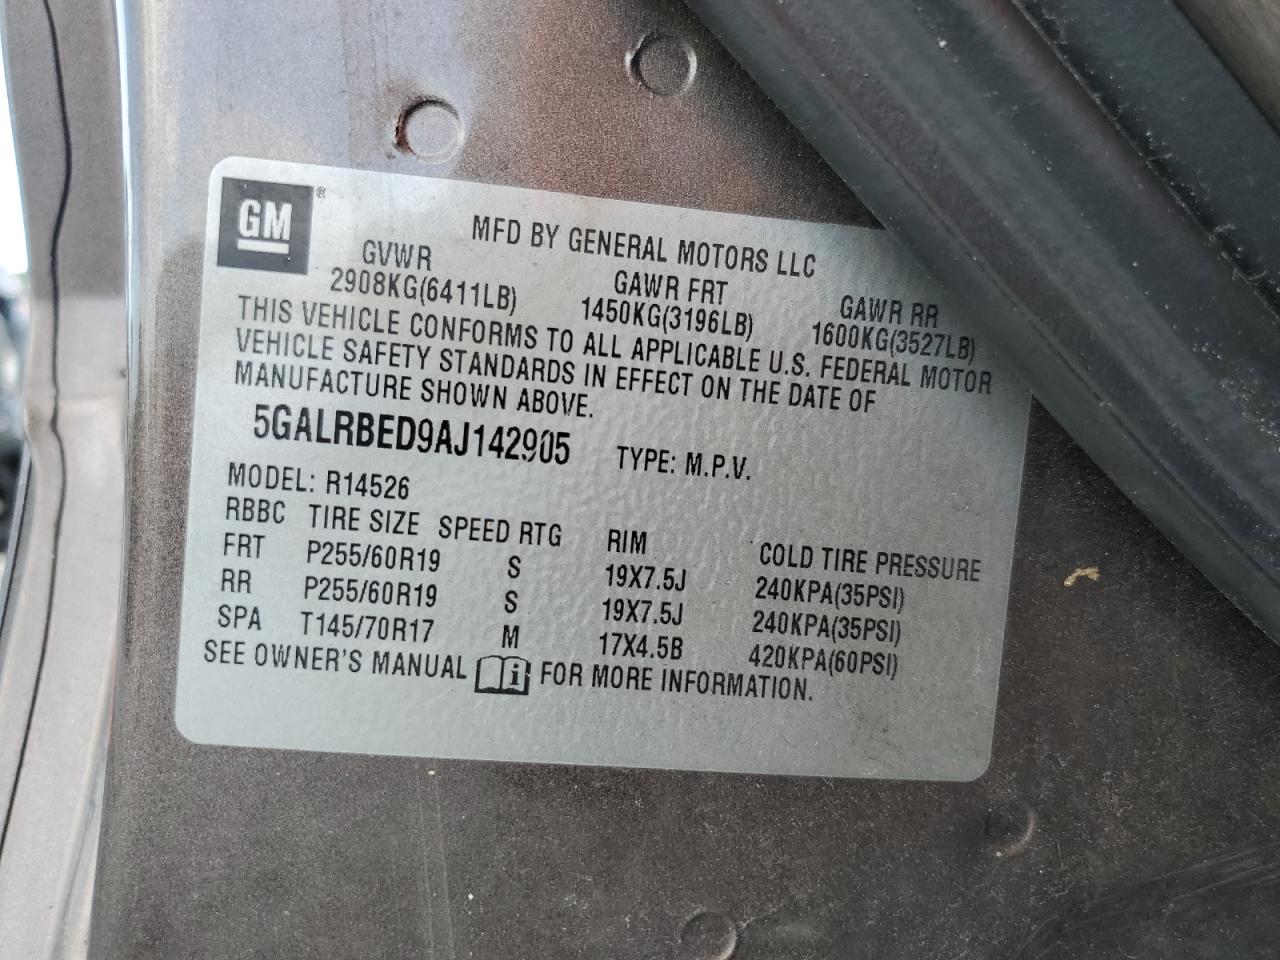 GM ®
MFD BY GENERAL MOTORS LLC
GVWR GAWR FRT GAWR RR
2908KG(6411LB) 1450KG(3196LB) 1600KG(3527LB)
THIS VEHICLE CONFORMS TO ALL APPLICABLE U.S. FEDERAL MOTOR
VEHICLE SAFETY STANDARDS IN EFFECT ON THE DATE OF
MANUFACTURE SHOWN ABOVE.
5GALRBED9AJ142905 TYPE: M.P.V.
MODEL: R14526
RBBC TIRE SIZE SPEED RTG RIM COLD TIRE PRESSURE
FRT P255/60R19 S 19X7.5J 240KPA(35PSI)
RR P255/60R19 S 19X7.5J 240KPA(35PSI)
SPA T145/70R17 M 17X4.5B 420KPA(60PSI)
SEE OWNER'S MANUAL i FOR MORE INFORMATION.